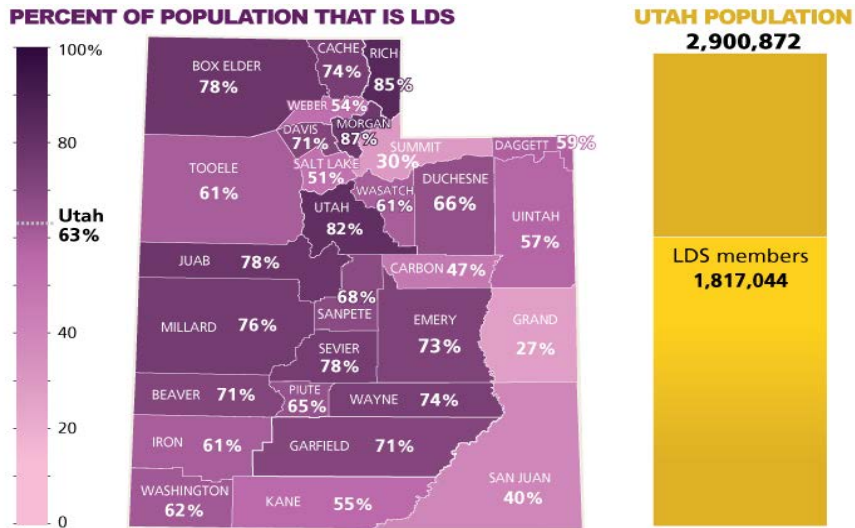 PERCENT OF POPULATION THAT IS LDS
100%
80
Utah
63%
40
20
0
BOX ELDER
78%
CACHE
74%
RICH
85%
WEBER 54%
DAVIS
71%
MORGAN
87%
SUMMIT
30%
DAGGETT 59%
TOOELE
61%
SALT LAKE
51%
WASATCH
61%
DUCHESNE
66%
UINTAH
57%
UTAH
82%
JUAB 78%
CARBON 47%
68%
SANPETE
MILLARD 76%
EMERY
73%
GRAND
27%
SEVIER
78%
BEAVER 71%
PIUTE
65%
WAYNE 74%
IRON 61%
GARFIELD 71%
SAN JUAN
40%
WASHINGTON
62%
KANE 55%
UTAH POPULATION
2,900,872
LDS members
1,817,044